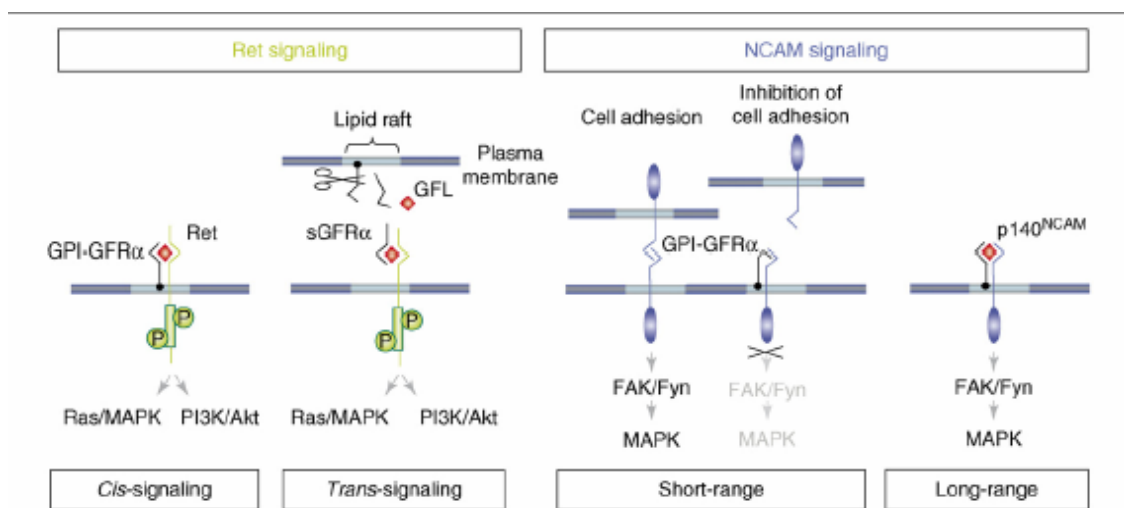 Ret signaling
NCAM signaling
Lipid raft
Plasma
membrane
GFL
sGFRα
Ret
GPI-GFRα
P
P
Ras/MAPK PI3K/Akt
P
P
Ras/MAPK PI3K/Akt
Cell adhesion
Inhibition of
cell adhesion
GPI-GFRα
p140NCAM
FAK/Fyn
MAPK
FAK/Fyn
MAPK
FAK/Fyn
MAPK
Cis-signaling
Trans-signaling
Short-range
Long-range